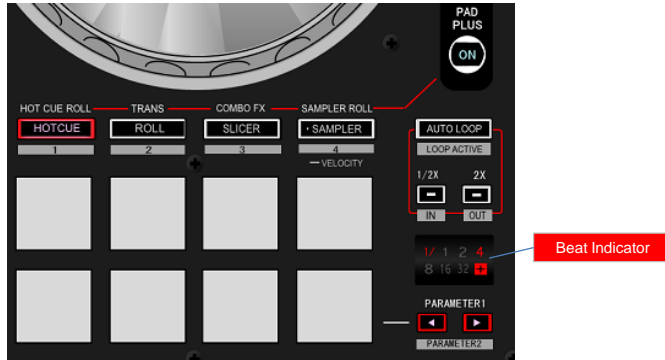 PAD
PLUS
ON
HOT CUE ROLL TRANS COMBO FX SAMPLER ROLL
HOTCUE ROLL SLICER · SAMPLER AUTO LOOP
1 2 3 4 LOOP ACTIVE
— VELOCITY
1/2X 2X
IN OUT
1/ 1 2 4
8 16 32 +
Beat Indicator
PARAMETER1
PARAMETER2